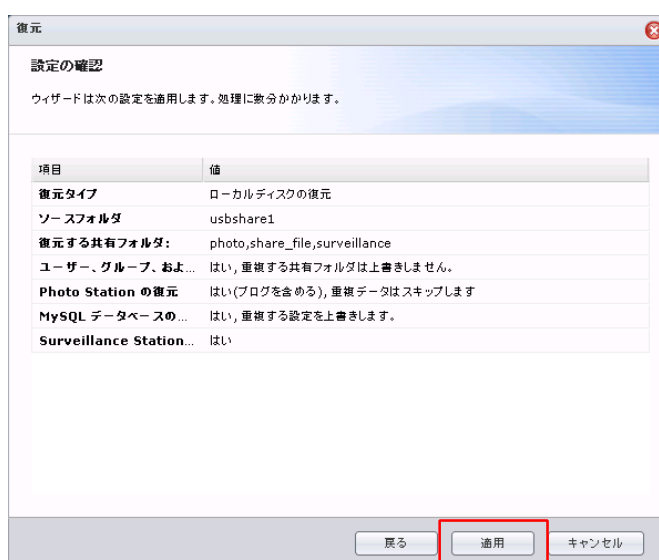 復元
設定の確認
ウィザードは次の設定を適用します。処理に数分かかります。
項目 値
復元タイプ ローカルディスクの復元
ソースフォルダ usbshare1
復元する共有フォルダ: photo,share_file,surveillance
ユーザー、グループ、およ... はい, 重複する共有フォルダは上書きしません。
Photo Station の復元 はい(ブログを含める), 重複データはスキップします
MySQL データベースの... はい, 重複する設定を上書きします。
Surveillance Station... はい
戻る 適用 キャンセル